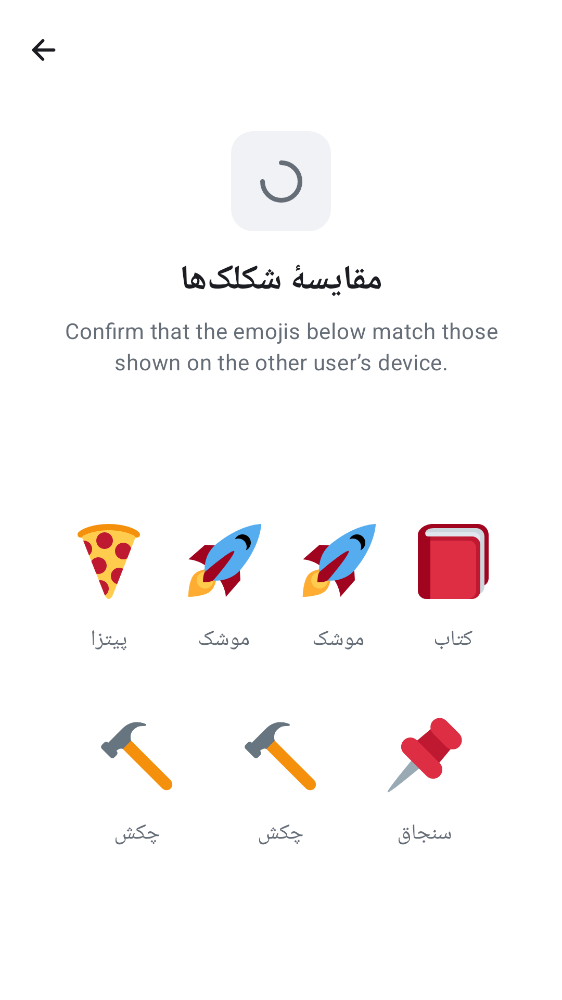 مقایسهٔ شکلک‌ها
Confirm that the emojis below match those
shown on the other user’s device.
پیتزا
موشک
موشک
کتاب
چکش
چکش
سنجاق